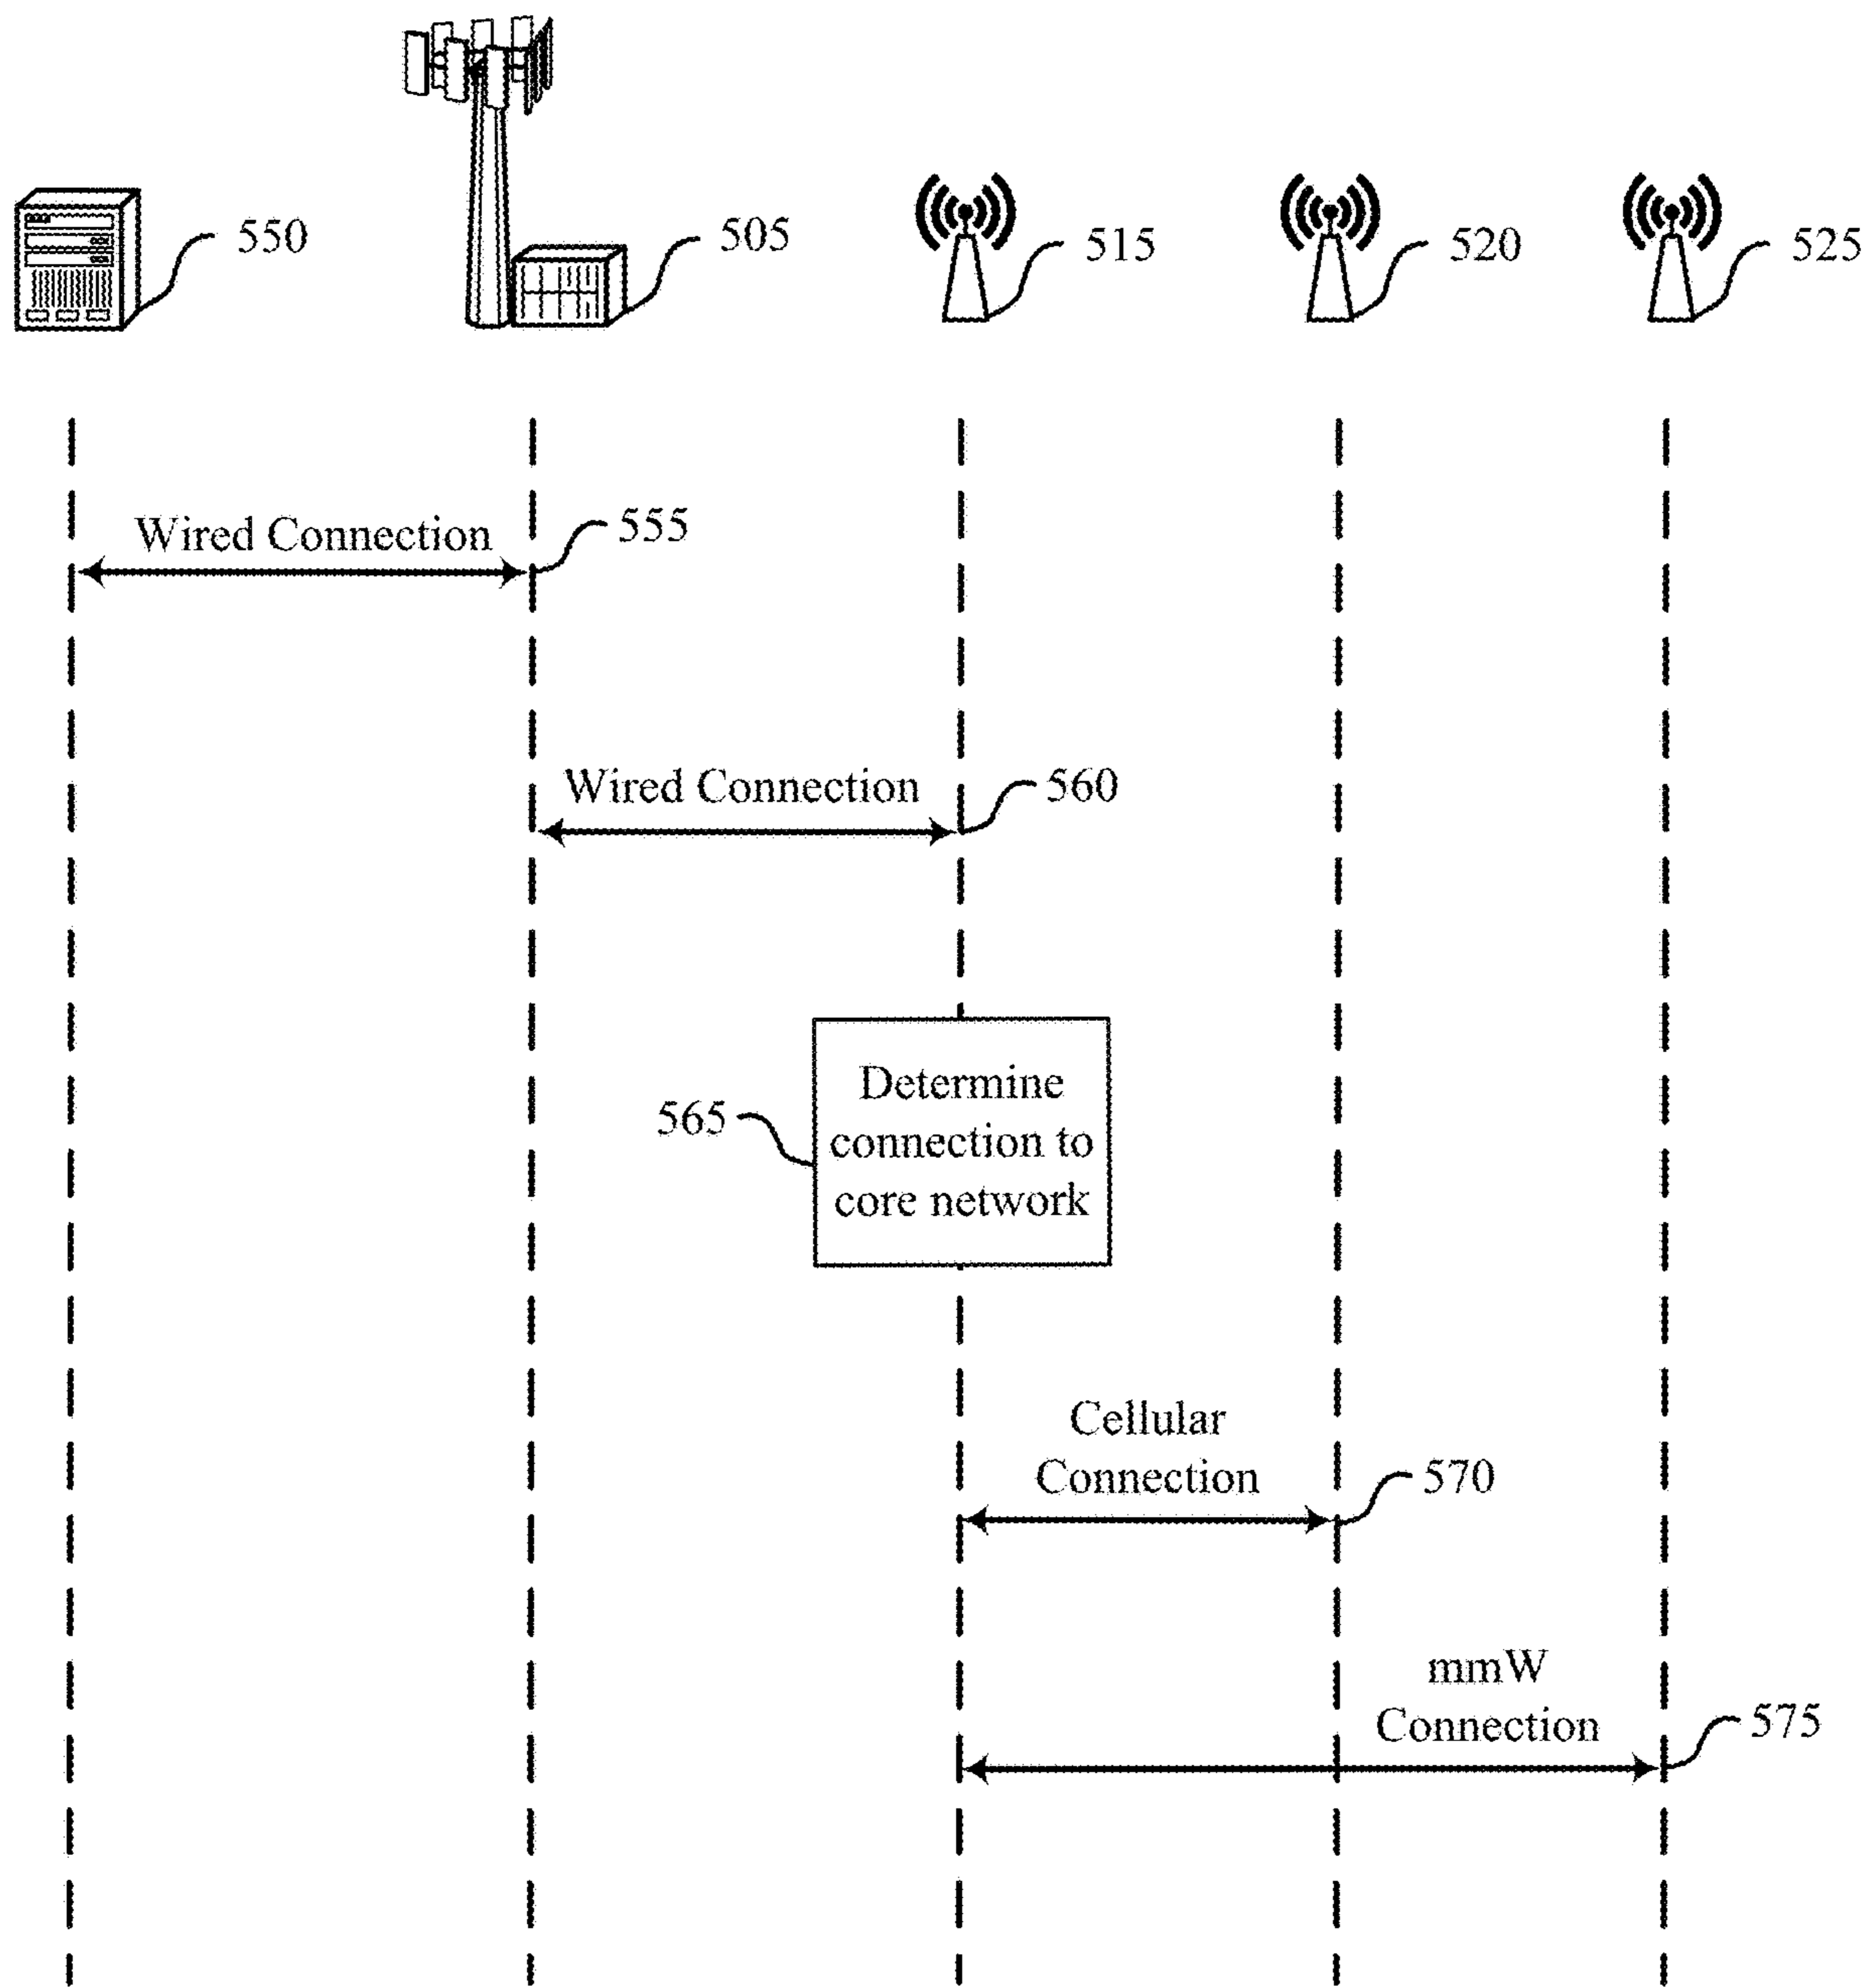 550
505
515
520
525
Wired Connection
555
Wired Connection
560
Determine
connection to
core network
565
Cellular
Connection
570
mmW
Connection
575